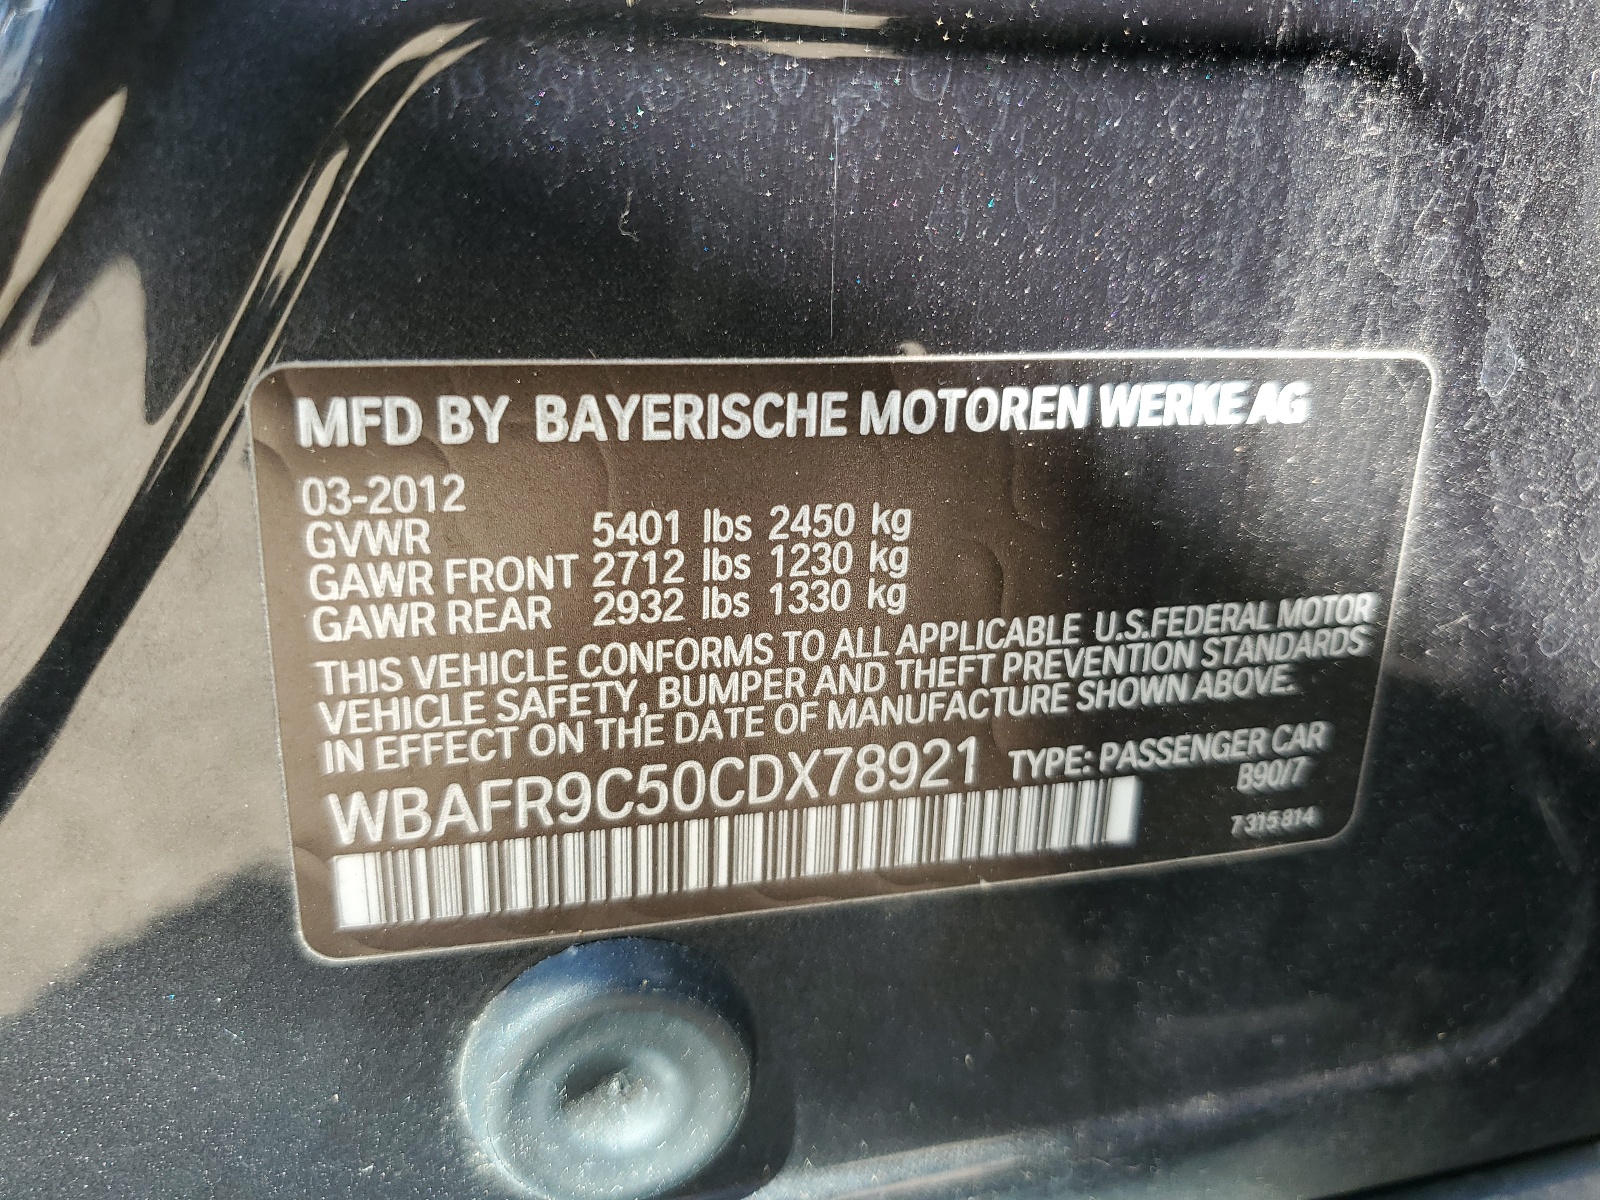 MFD BY BAYERISCHE MOTOREN WERKE AG
03-2012
GVWR 5401 lbs 2450 kg
GAWR FRONT 2712 lbs 1230 kg
GAWR REAR 2932 lbs 1330 kg
THIS VEHICLE CONFORMS TO ALL APPLICABLE U.S.FEDERAL MOTOR
VEHICLE SAFETY, BUMPER AND THEFT PREVENTION STANDARDS
IN EFFECT ON THE DATE OF MANUFACTURE SHOWN ABOVE.
WBAFR9C50CDX78921 TYPE: PASSENGER CAR
B90/7
7 315 814